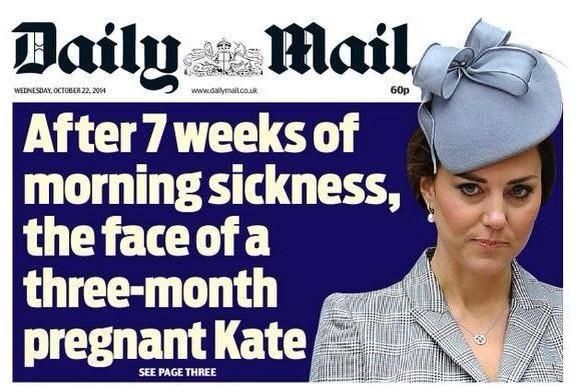 Daily Mail
WEDNESDAY, OCTOBER 22, 2014
www.dailymail.co.uk
60p
After 7 weeks of
morning sickness,
the face of a
three-month
pregnant Kate
SEE PAGE THREE